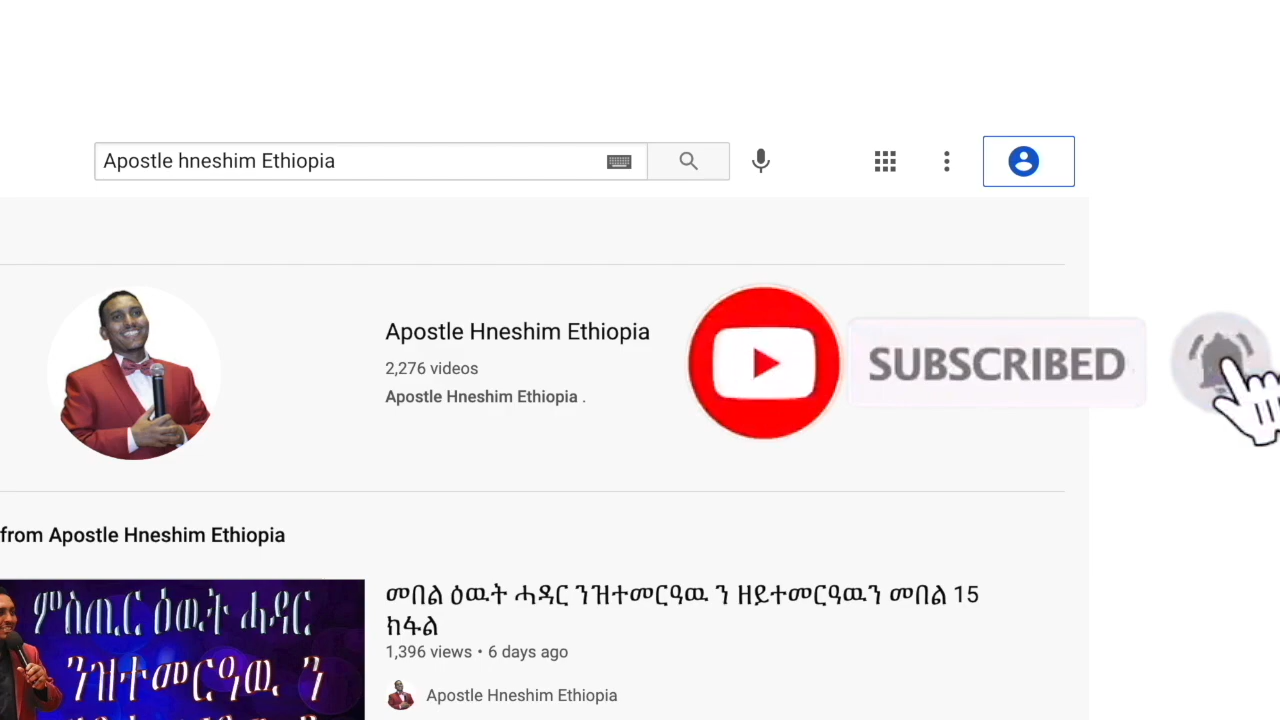 Apostle hneshim Ethiopia
Apostle Hneshim Ethiopia
2,276 videos
Apostle Hneshim Ethiopia .
SUBSCRIBED
from Apostle Hneshim Ethiopia
መበል ዕዉት ሓዳር ንዝተመርዓዉ ን ዘይተመርዓዉን መበል 15
ክፋል
1,396 views • 6 days ago
Apostle Hneshim Ethiopia
ምስጢር ዕዉት ሓዳር
ንዝተመርዓዉ ን